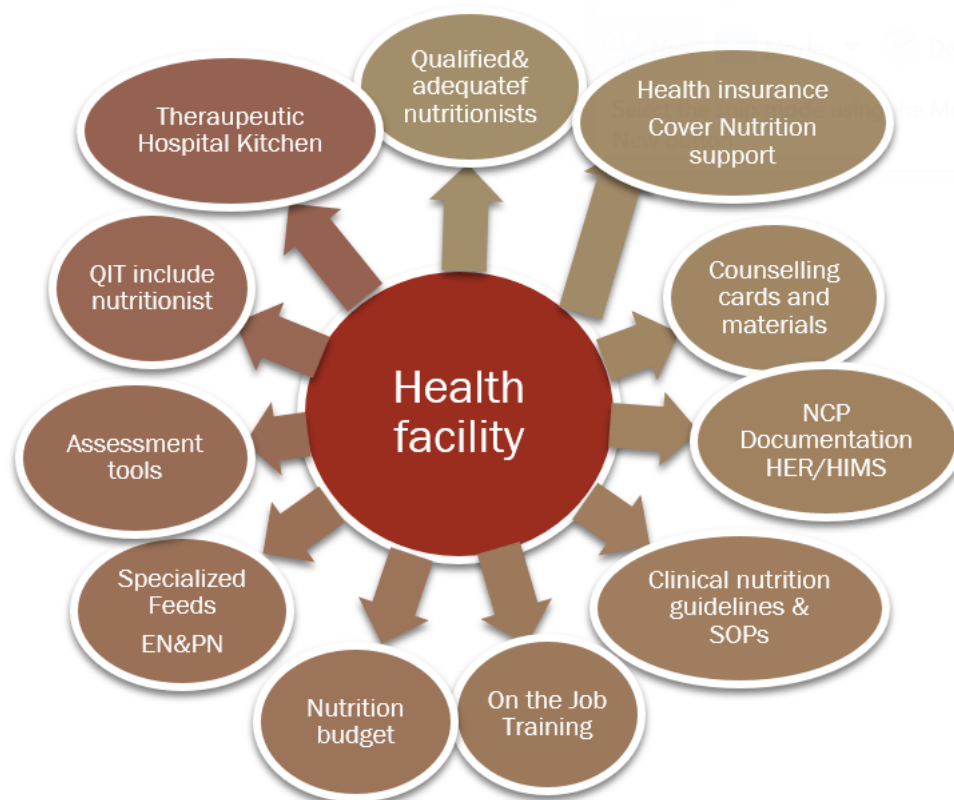 Qualified&
adequatef
nutritionists
Health insurance
Cover Nutrition
support
Counselling
cards and
materials
NCP
Documentation
HER/HIMS
Clinical nutrition
guidelines &
SOPs
On the Job
Training
Nutrition
budget
Specialized
Feeds
EN&PN
Assessment
tools
QIT include
nutritionist
Theraupeutic
Hospital Kitchen
Health
facility